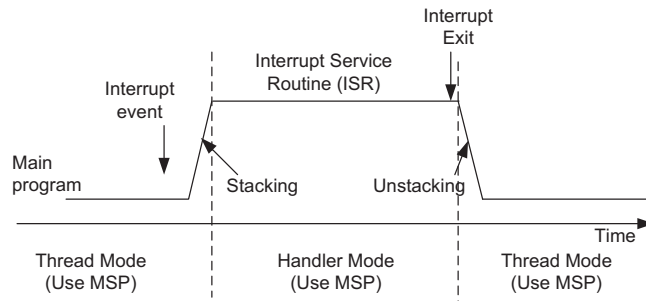 Interrupt
Exit
Interrupt Service
Routine (ISR)
Interrupt
event
Main
program
Stacking
Unstacking
Time
Thread Mode
(Use MSP)
Handler Mode
(Use MSP)
Thread Mode
(Use MSP)